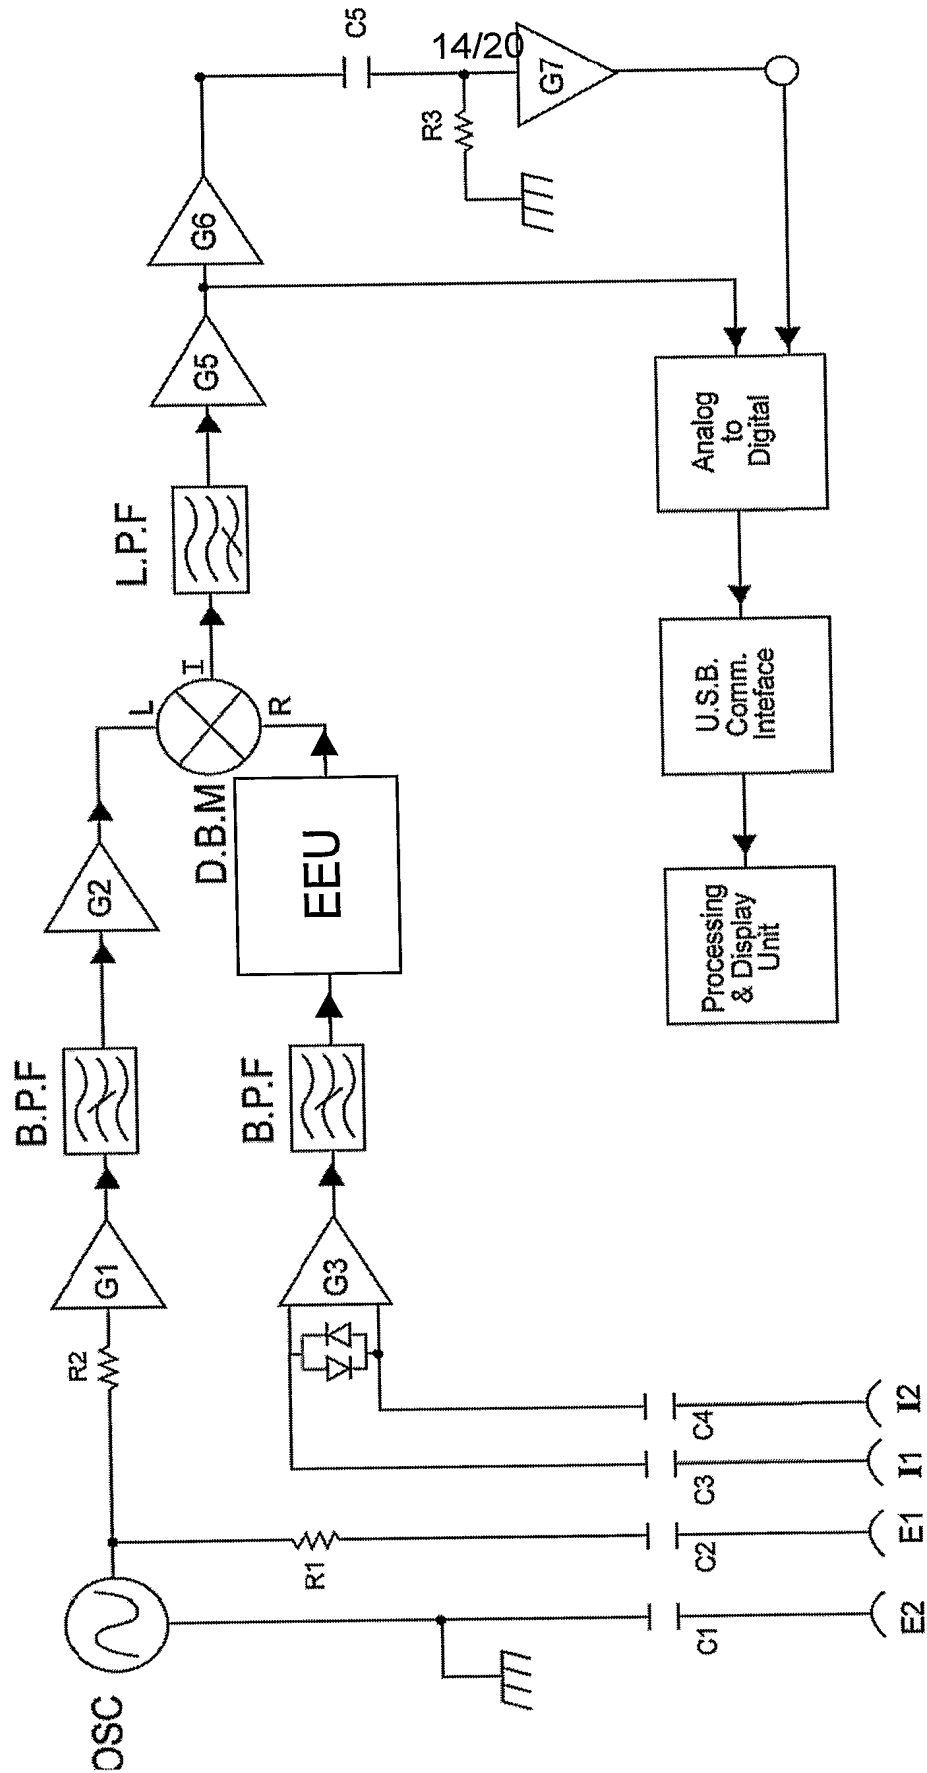 14/20
OSC
R2
G1
B.P.F
G2
L
D.B.M
I
R
L.P.F
G5
G6
C5
R3
G7
G3
B.P.F
EEU
R1
C1
C2
C3
C4
E2
E1
I1
I2
Analog
to
Digital
U.S.B.
Comm.
Inteface
Processing
& Display
Unit